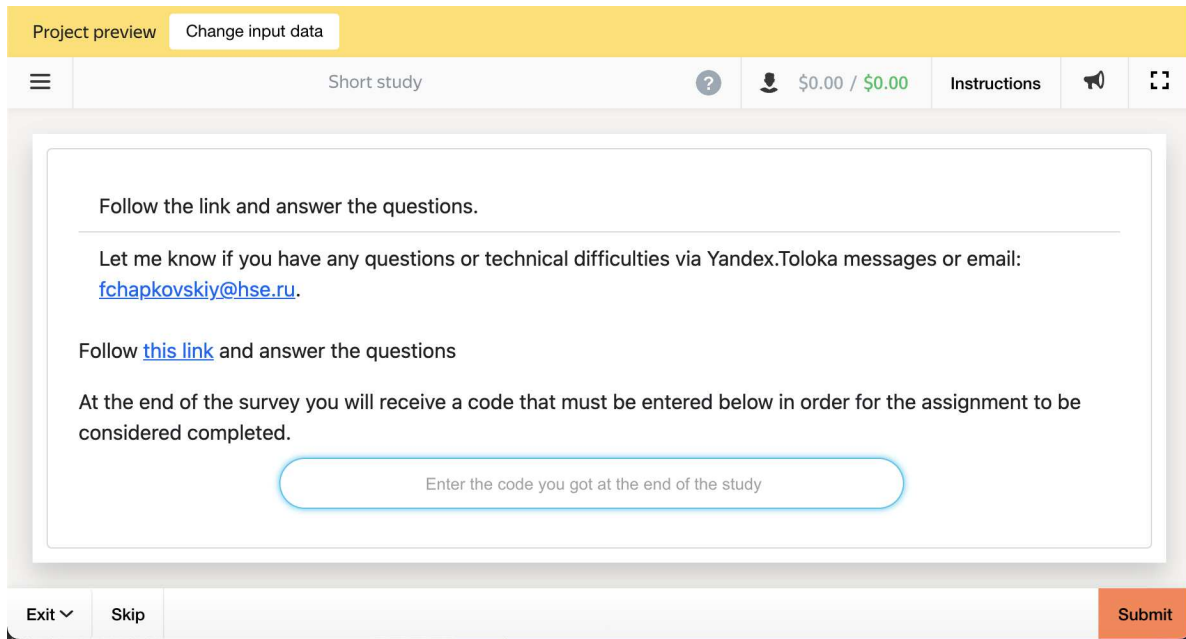 Project preview Change input data
Short study ? $0.00 / $0.00 Instructions
Follow the link and answer the questions.
Let me know if you have any questions or technical difficulties via Yandex.Toloka messages or email:
fchapkovskiy@hse.ru.
Follow this link and answer the questions
At the end of the survey you will receive a code that must be entered below in order for the assignment to be
considered completed.
Enter the code you got at the end of the study
Exit Skip Submit